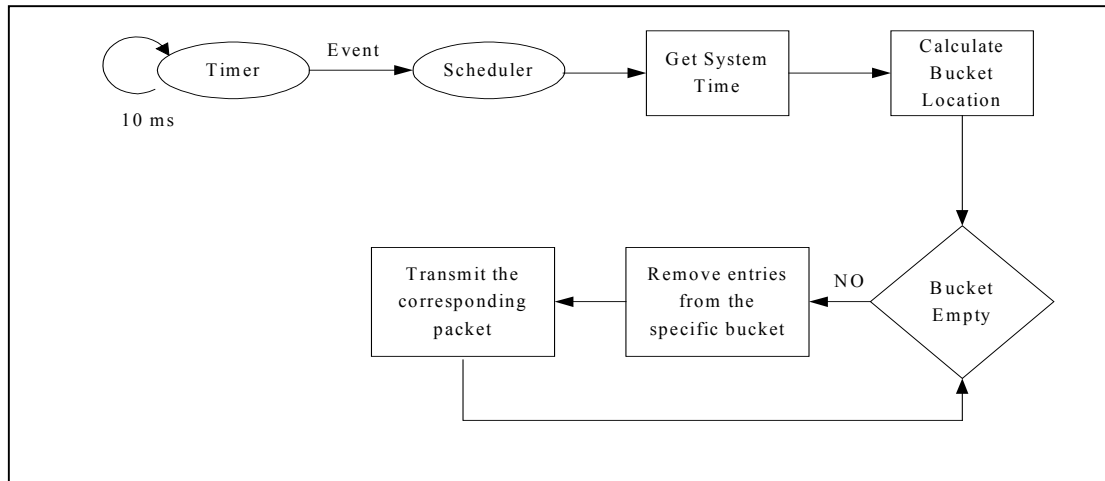 Event
Timer
Scheduler
10 ms
Get System
Time
Calculate
Bucket
Location
Transmit the
corresponding
packet
Remove entries
from the
specific bucket
NO
Bucket
Empty